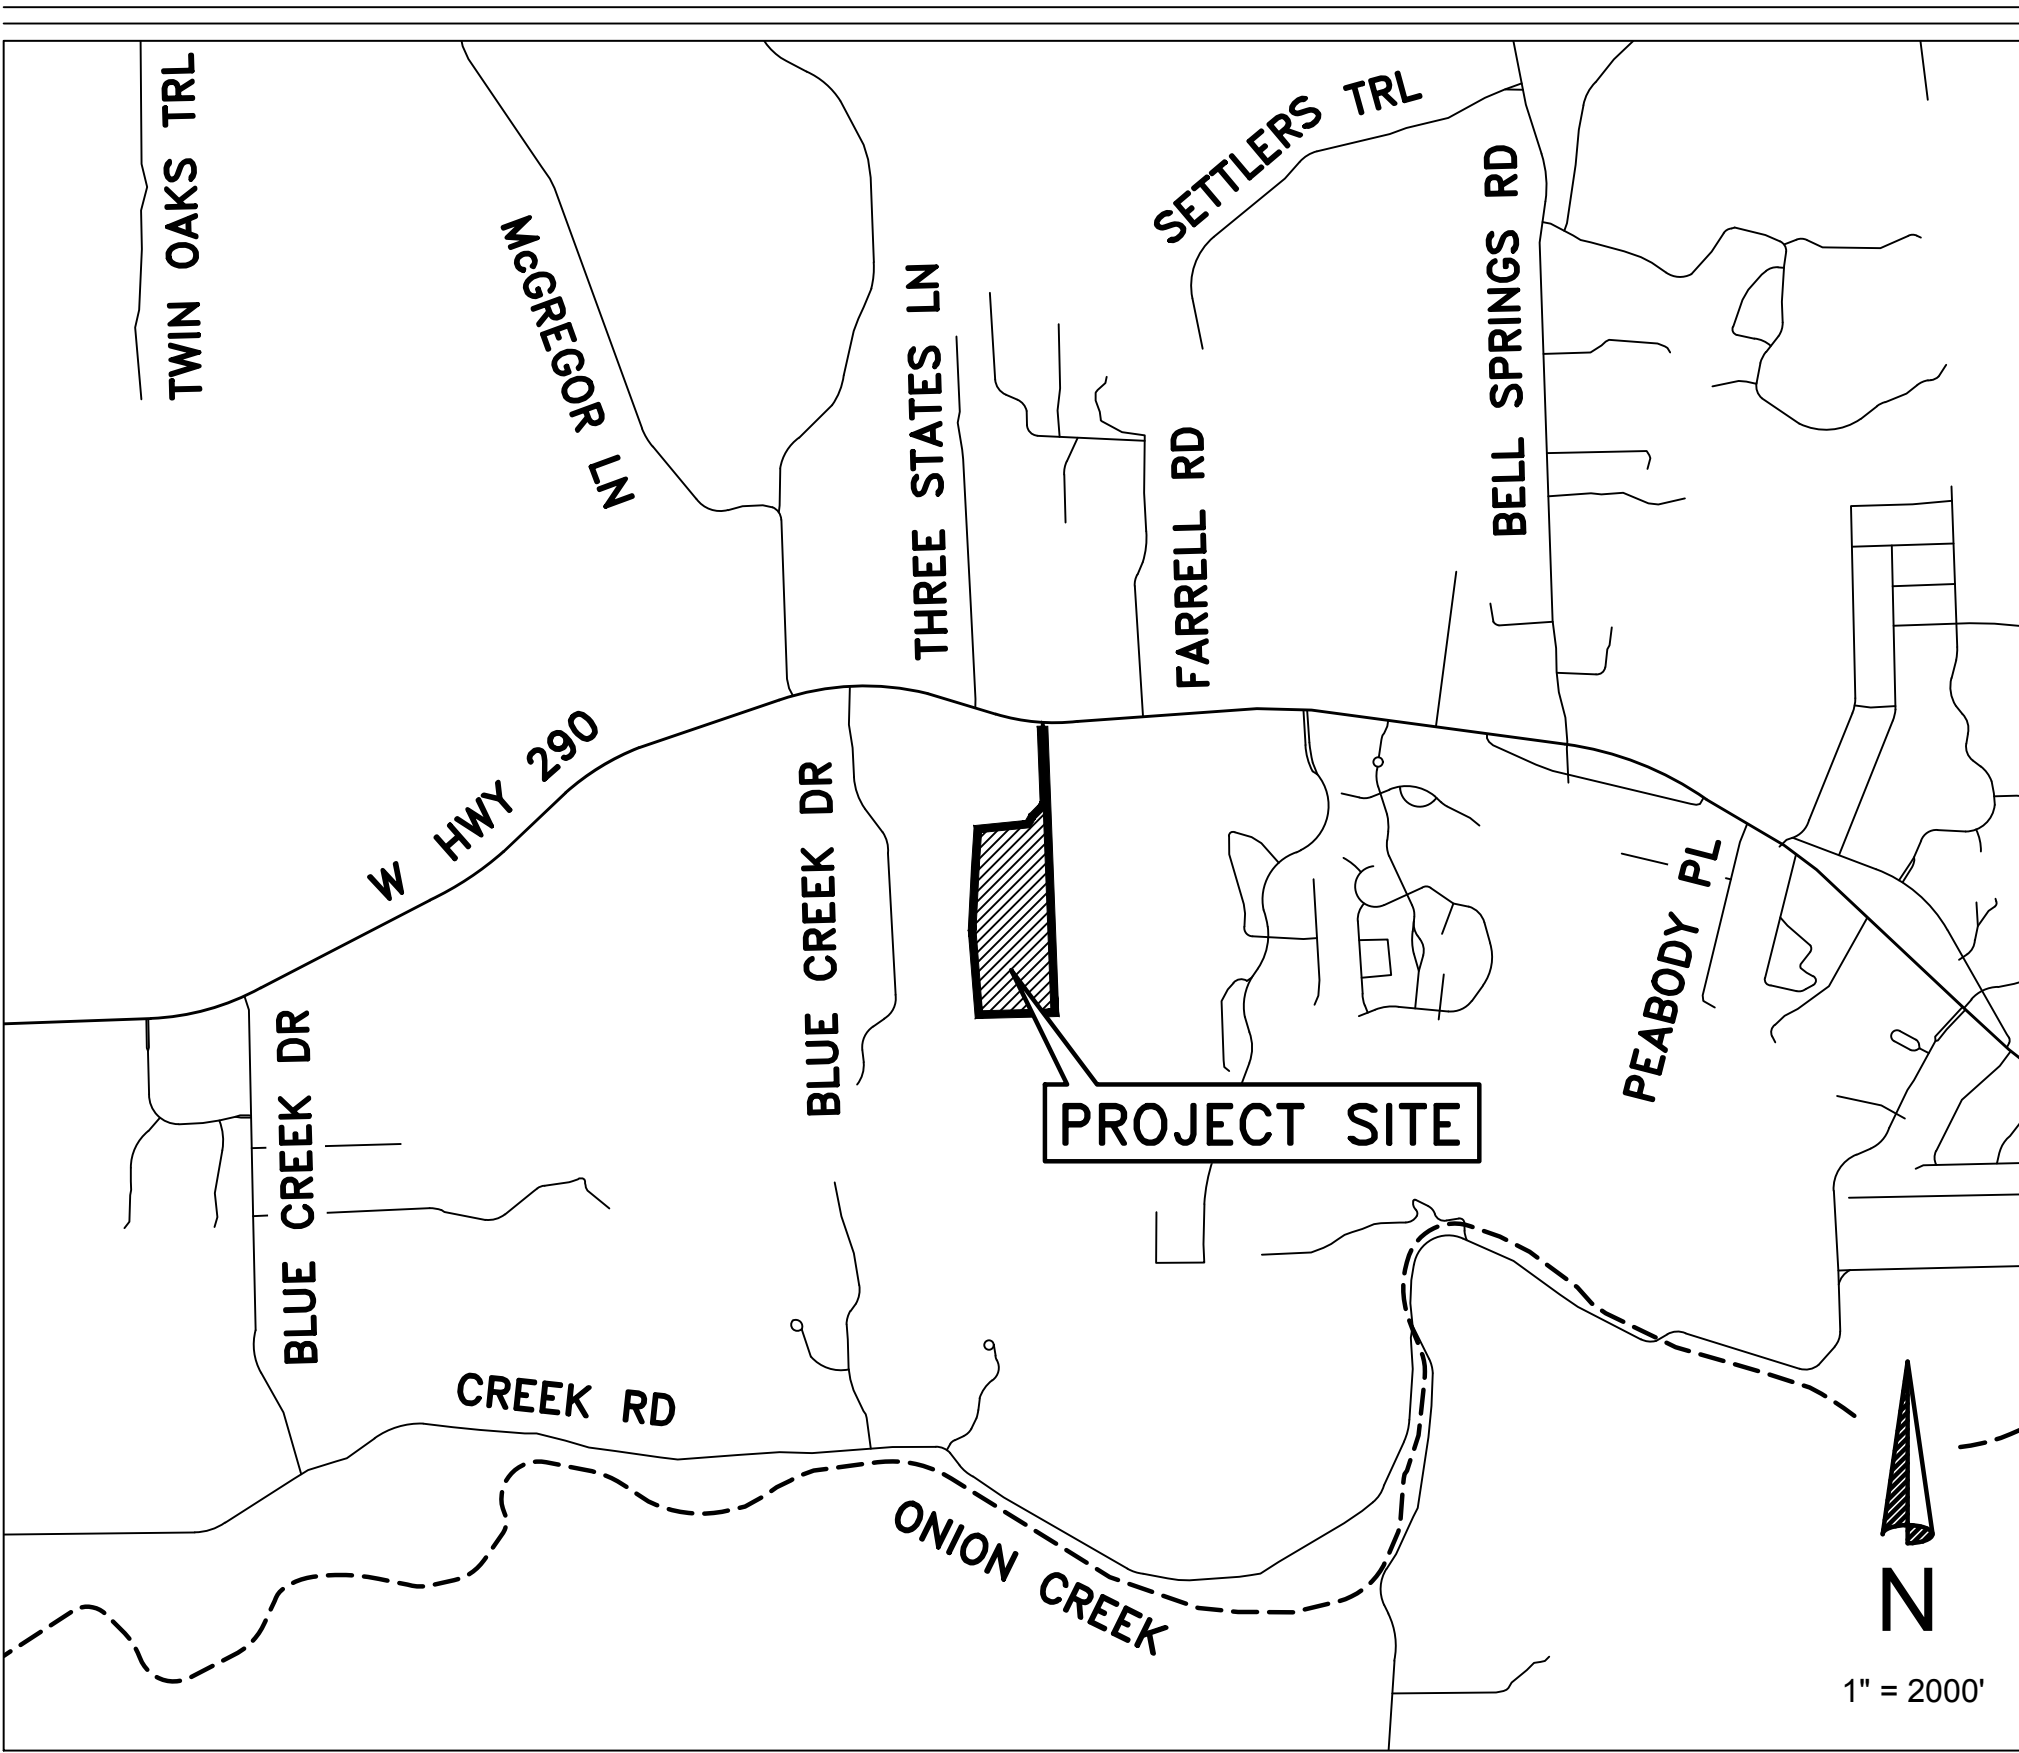 TWIN OAKS TRL
McGREGOR LN
SETTLERS TRL
THREE STATES LN
FARRELL RD
BELL SPRINGS RD
W HWY 290
BLUE CREEK DR
PEABODY PL
BLUE CREEK DR
PROJECT SITE
CREEK RD
ONION CREEK
N
1" = 2000'